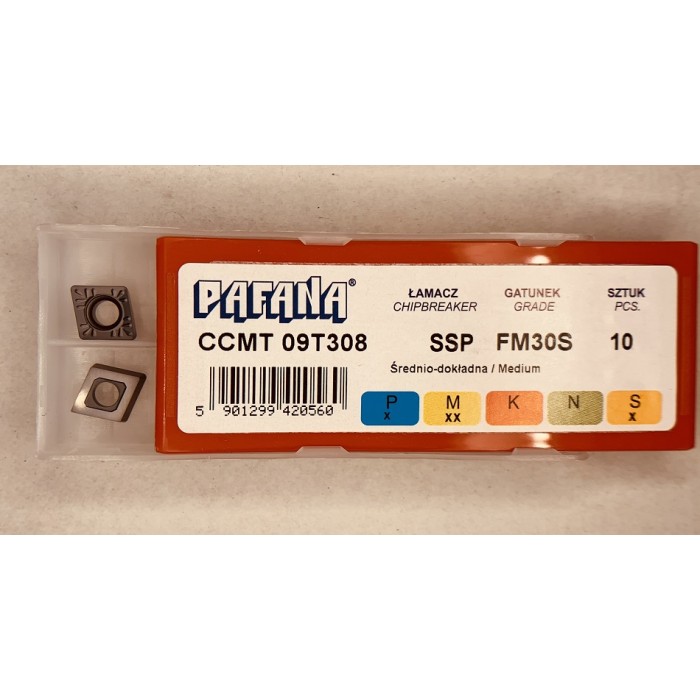 PAFANA®
CCMT 09T308
5 901299 420560
ŁAMACZ
CHIPBREAKER
GATUNEK
GRADE
SZTUK
PCS.
SSP FM30S 10
Średnio-dokładna / Medium
P M K N S
x xx x